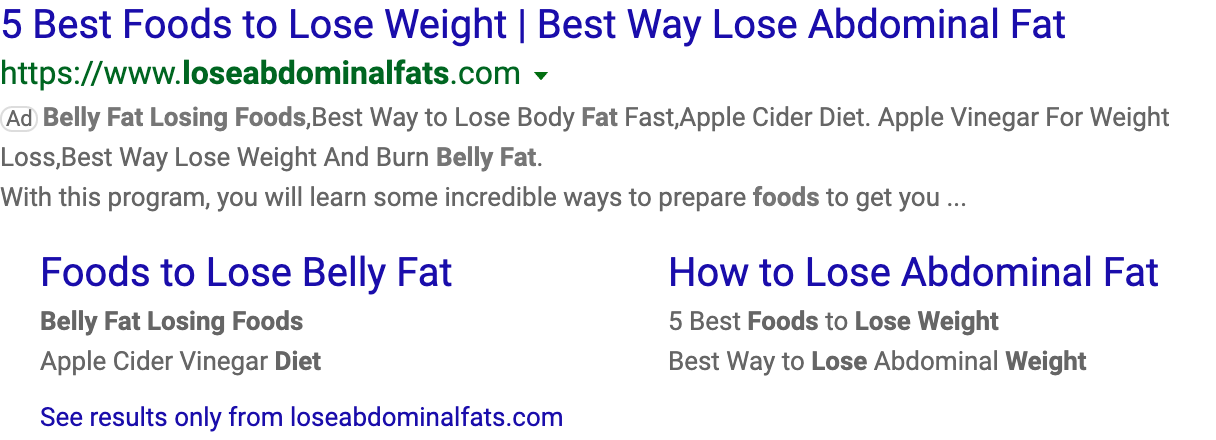 5 Best Foods to Lose Weight | Best Way Lose Abdominal Fat
https://www.loseabdominalfats.com
Ad Belly Fat Losing Foods,Best Way to Lose Body Fat Fast,Apple Cider Diet. Apple Vinegar For Weight
Loss,Best Way Lose Weight And Burn Belly Fat.
With this program, you will learn some incredible ways to prepare foods to get you ...
Foods to Lose Belly Fat
Belly Fat Losing Foods
Apple Cider Vinegar Diet
How to Lose Abdominal Fat
5 Best Foods to Lose Weight
Best Way to Lose Abdominal Weight
See results only from loseabdominalfats.com